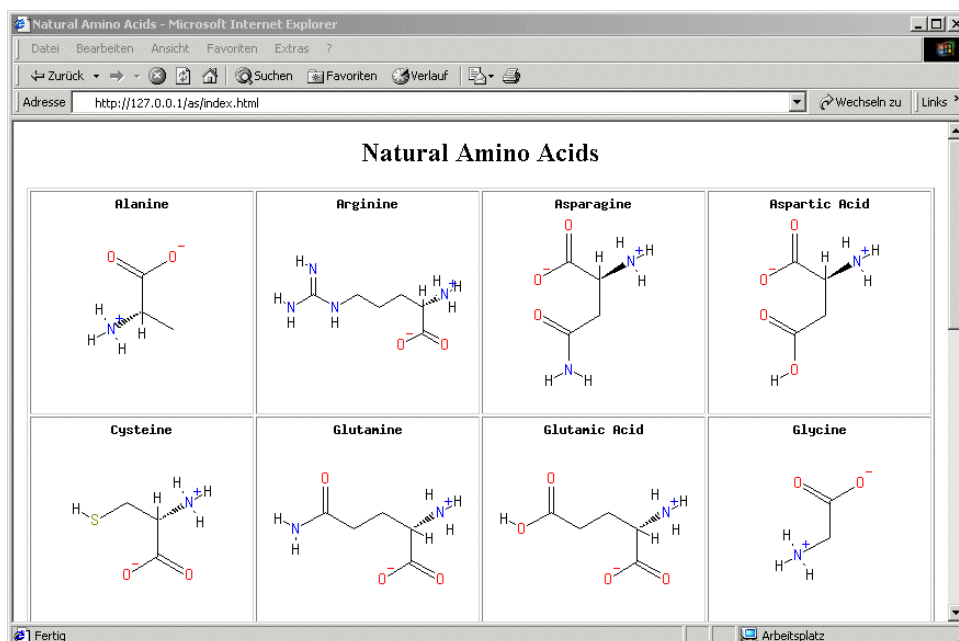 Natural Amino Acids - Microsoft Internet Explorer
Datei Bearbeiten Ansicht Favoriten Extras ?
Zurück Suchen Favoriten Verlauf
Adresse http://127.0.0.1/as/index.html Wechseln zu Links
Natural Amino Acids
Alanine Arginine Asparagine Aspartic Acid
Cysteine Glutamine Glutamic Acid Glycine
Fertig Arbeitsplatz